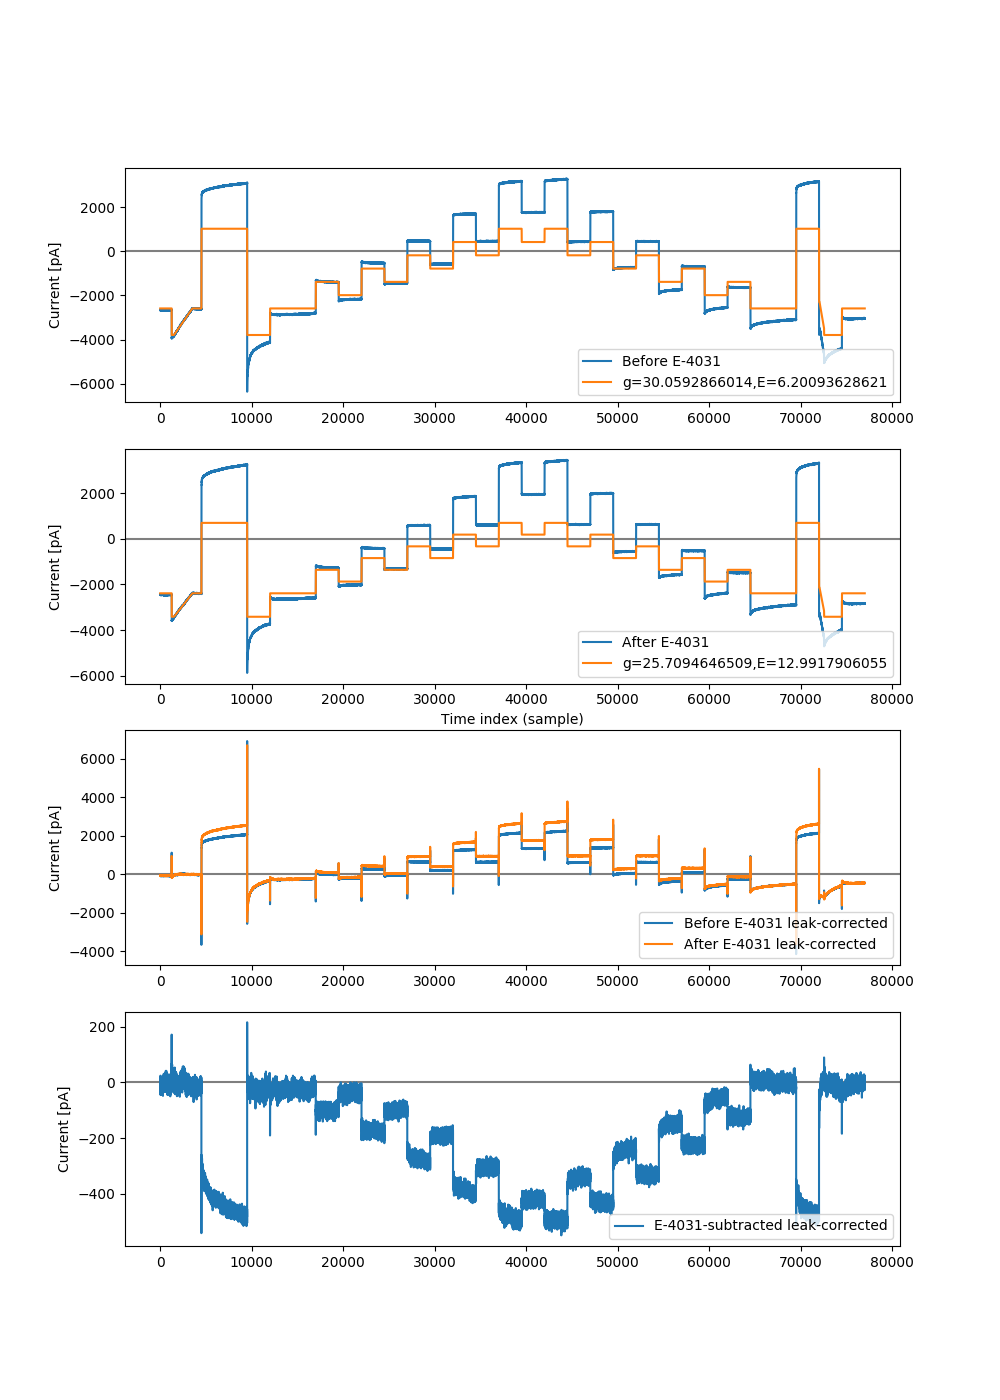 2000
0
−2000
−4000
−6000
Current [pA]
Before E-4031
g=30.0592866014,E=6.20093628621
0 10000 20000 30000 40000 50000 60000 70000 80000
2000
0
−2000
−4000
−6000
Current [pA]
After E-4031
g=25.7094646509,E=12.9917906055
0 10000 20000 30000 40000 50000 60000 70000 80000
Time index (sample)
6000
4000
2000
0
−2000
−4000
Current [pA]
Before E-4031 leak-corrected
After E-4031 leak-corrected
0 10000 20000 30000 40000 50000 60000 70000 80000
200
0
−200
−400
Current [pA]
E-4031-subtracted leak-corrected
0 10000 20000 30000 40000 50000 60000 70000 80000